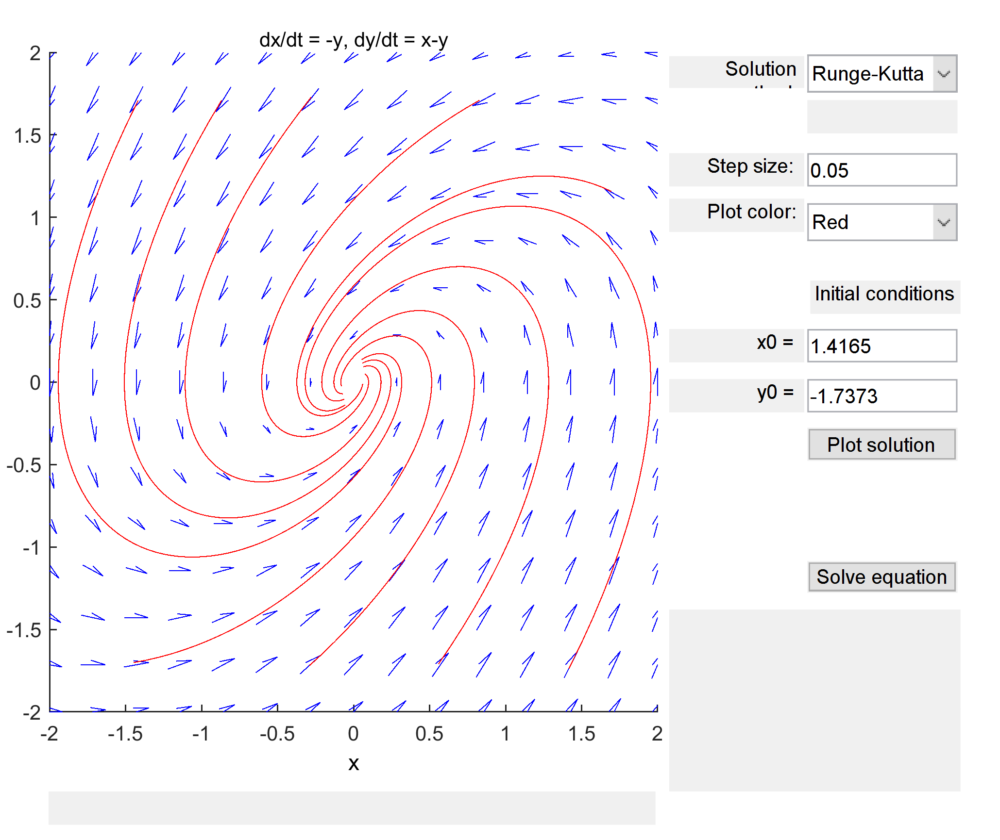 dx/dt = -y, dy/dt = x-y
2
1.5
1
0.5
0
-0.5
-1
-1.5
-2
-2 -1.5 -1 -0.5 0 0.5 1 1.5 2
x
Solution
Runge-Kutta
Step size: 0.05
Plot color: Red
Initial conditions
x0 = 1.4165
y0 = -1.7373
Plot solution
Solve equation